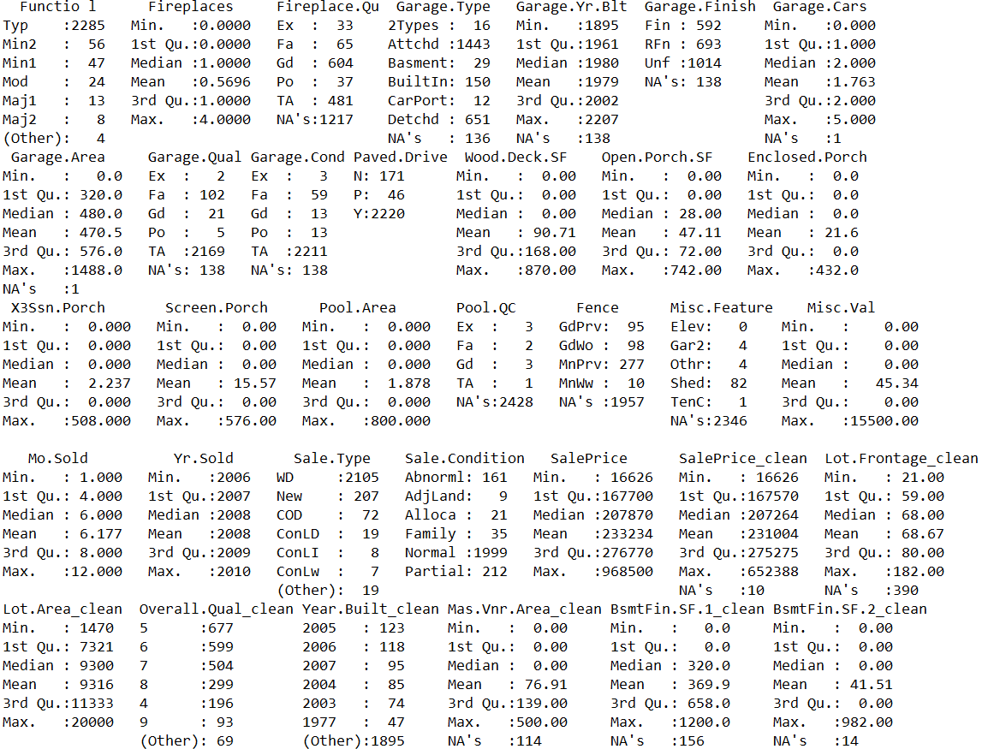 Functio l      Fireplaces     Fireplace.Qu  Garage.Type   Garage.Yr.Blt  Garage.Finish  Garage.Cars
Typ    :2285   Min.   :0.0000   Ex  :  33    2Types :  16   Min.   :1895   Fin : 592     Min.   :0.000
Min2   :  56   1st Qu.:0.0000   Fa  :  65    Attchd :1443   1st Qu.:1961   RFn : 693     1st Qu.:1.000
Min1   :  47   Median :1.0000   Gd  : 604    Basment:  29   Median :1980   Unf :1014     Median :2.000
Mod    :  24   Mean   :0.5696   Po  :  37    BuiltIn: 150   Mean   :1979   NA's: 138     Mean   :1.763
Maj1   :  13   3rd Qu.:1.0000   TA  : 481    CarPort:  12   3rd Qu.:2002                 3rd Qu.:2.000
Maj2   :   8   Max.   :4.0000   NA's:1217    Detchd : 651   Max.   :2207                 Max.   :5.000
(Other):   4                                 NA's   : 136   NA's   :138                  NA's   :1
 Garage.Area     Garage.Qual Garage.Cond Paved.Drive  Wood.Deck.SF    Open.Porch.SF    Enclosed.Porch
Min.   :   0.0   Ex  :   2   Ex  :   3   N: 171      Min.   :  0.00   Min.   :  0.00   Min.   :  0.0
1st Qu.: 320.0   Fa  : 102   Fa  :  59   P:  46      1st Qu.:  0.00   1st Qu.:  0.00   1st Qu.:  0.0
Median : 480.0   Gd  :  21   Gd  :  13   Y:2220      Median :  0.00   Median : 28.00   Median :  0.0
Mean   : 470.5   Po  :   5   Po  :  13               Mean   : 90.71   Mean   : 47.11   Mean   : 21.6
3rd Qu.: 576.0   TA  :2169   TA  :2211               3rd Qu.:168.00   3rd Qu.: 72.00   3rd Qu.:  0.0
Max.   :1488.0   NA's: 138   NA's: 138               Max.   :870.00   Max.   :742.00   Max.   :432.0
NA's   :1
 X3Ssn.Porch       Screen.Porch      Pool.Area       Pool.QC       Fence      Misc.Feature    Misc.Val
Min.   :  0.000   Min.   :  0.00   Min.   :  0.000   Ex  :   3   GdPrv:  95   Elev:   0    Min.   :    0.00
1st Qu.:  0.000   1st Qu.:  0.00   1st Qu.:  0.000   Fa  :   2   GdWo :  98   Gar2:   4    1st Qu.:    0.00
Median :  0.000   Median :  0.00   Median :  0.000   Gd  :   3   MnPrv: 277   Othr:   4    Median :    0.00
Mean   :  2.237   Mean   : 15.57   Mean   :  1.878   TA  :   1   MnWw :  10   Shed:  82    Mean   :   45.34
3rd Qu.:  0.000   3rd Qu.:  0.00   3rd Qu.:  0.000   NA's:2428   NA's :1957   TenC:   1    3rd Qu.:    0.00
Max.   :508.000   Max.   :576.00   Max.   :800.000                            NA's:2346    Max.   :15500.00
   Mo.Sold          Yr.Sold       Sale.Type    Sale.Condition   SalePrice      SalePrice_clean  Lot.Frontage_clean
Min.   : 1.000   Min.   :2006   WD     :2105   Abnorml: 161   Min.   : 16626   Min.   : 16626   Min.   : 21.00
1st Qu.: 4.000   1st Qu.:2007   New    : 207   AdjLand:   9   1st Qu.:167700   1st Qu.:167570   1st Qu.: 59.00
Median : 6.000   Median :2008   COD    :  72   Alloca :  21   Median :207870   Median :207264   Median : 68.00
Mean   : 6.177   Mean   :2008   ConLD  :  19   Family :  35   Mean   :233234   Mean   :231004   Mean   : 68.67
3rd Qu.: 8.000   3rd Qu.:2009   ConLI  :   8   Normal :1999   3rd Qu.:276770   3rd Qu.:275275   3rd Qu.: 80.00
Max.   :12.000   Max.   :2010   ConLw  :   7   Partial: 212   Max.   :968500   Max.   :652388   Max.   :182.00
                                (Other):  19                                   NA's   :10       NA's   :390
Lot.Area_clean  Overall.Qual_clean Year.Built_clean Mas.Vnr.Area_clean BsmtFin.SF.1_clean BsmtFin.SF.2_clean
Min.   : 1470   5      :677        2005   : 123     Min.   :  0.00     Min.   :   0.0     Min.   :  0.00
1st Qu.: 7321   6      :599        2006   : 118     1st Qu.:  0.00     1st Qu.:   0.0     1st Qu.:  0.00
Median : 9300   7      :504        2007   :  95     Median :  0.00     Median : 320.0     Median :  0.00
Mean   : 9316   8      :299        2004   :  85     Mean   : 76.91     Mean   : 369.9     Mean   : 41.51
3rd Qu.:11333   4      :196        2003   :  74     3rd Qu.:139.00     3rd Qu.: 658.0     3rd Qu.:  0.00
Max.   :20000   9      : 93        1977   :  47     Max.   :500.00     Max.   :1200.0     Max.   :982.00
                (Other): 69        (Other):1895     NA's   :114        NA's   :156        NA's   :14